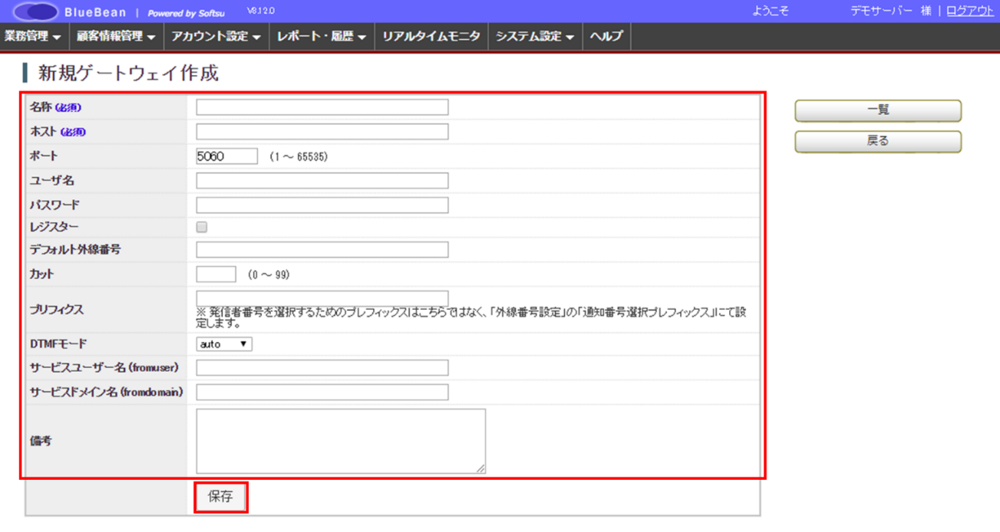 BlueBean | Powered by Softsu V3.12.0 ようこそ デモサーバー 様 | ログアウト
業務管理 ▼ 顧客情報管理 ▼ アカウント設定 ▼ レポート・履歴 ▼ リアルタイムモニタ システム設定 ▼ ヘルプ
新規ゲートウェイ作成
名称 (必須)
一覧
ホスト (必須)
戻る
ポート 5060 (1 ～ 65535)
ユーザ名
パスワード
レジスター
デフォルト外線番号
カット (0 ～ 99)
プリフィクス
※ 発信者番号を選択するためのプレフィックスはこちらではなく、「外線番号設定」の「通知番号選択プレフィックス」にて設
定します。
DTMFモード auto ▼
サービスユーザー名 (fromuser)
サービスドメイン名 (fromdomain)
備考
保存